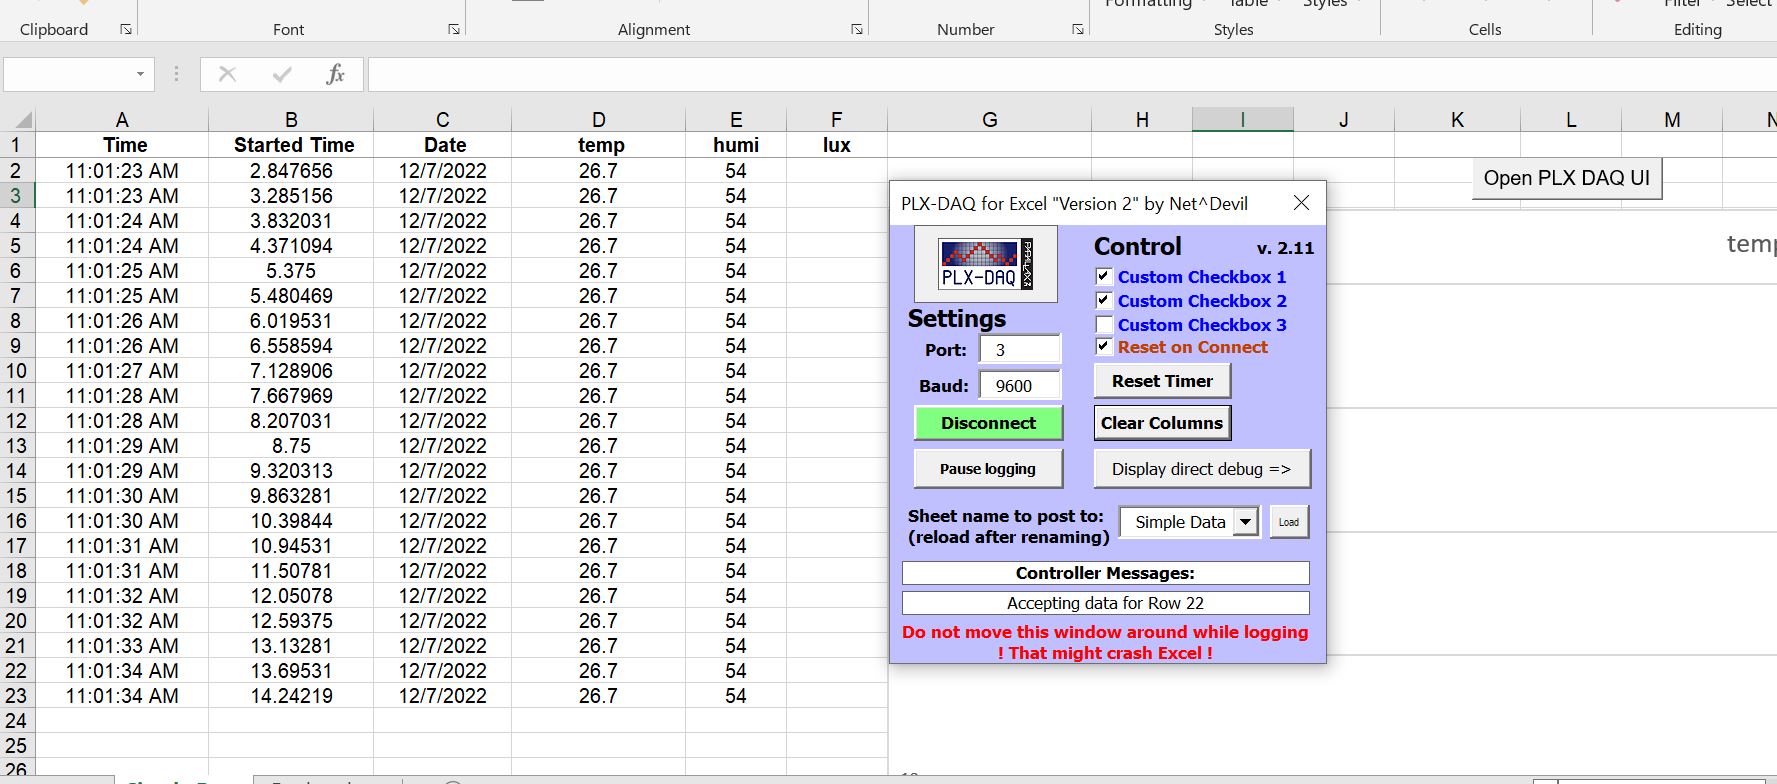 Formatting Table Styles Filter Select
Clipboard Font Alignment Number Styles Cells Editing
fx
A B C D E F G H I J K L M N
1 Time Started Time Date temp humi lux
2 11:01:23 AM 2.847656 12/7/2022 26.7 54
3 11:01:23 AM 3.285156 12/7/2022 26.7 54
4 11:01:24 AM 3.832031 12/7/2022 26.7 54
5 11:01:24 AM 4.371094 12/7/2022 26.7 54
6 11:01:25 AM 5.375 12/7/2022 26.7 54
7 11:01:25 AM 5.480469 12/7/2022 26.7 54
8 11:01:26 AM 6.019531 12/7/2022 26.7 54
9 11:01:26 AM 6.558594 12/7/2022 26.7 54
10 11:01:27 AM 7.128906 12/7/2022 26.7 54
11 11:01:28 AM 7.667969 12/7/2022 26.7 54
12 11:01:28 AM 8.207031 12/7/2022 26.7 54
13 11:01:29 AM 8.75 12/7/2022 26.7 54
14 11:01:29 AM 9.320313 12/7/2022 26.7 54
15 11:01:30 AM 9.863281 12/7/2022 26.7 54
16 11:01:30 AM 10.39844 12/7/2022 26.7 54
17 11:01:31 AM 10.94531 12/7/2022 26.7 54
18 11:01:31 AM 11.50781 12/7/2022 26.7 54
19 11:01:32 AM 12.05078 12/7/2022 26.7 54
20 11:01:32 AM 12.59375 12/7/2022 26.7 54
21 11:01:33 AM 13.13281 12/7/2022 26.7 54
22 11:01:34 AM 13.69531 12/7/2022 26.7 54
23 11:01:34 AM 14.24219 12/7/2022 26.7 54
24
25
26
Open PLX DAQ UI
temp
PLX-DAQ for Excel "Version 2" by Net^Devil
PLX-DAQ
PARALLAX
Control v. 2.11
Custom Checkbox 1
Custom Checkbox 2
Custom Checkbox 3
Reset on Connect
Settings
Port: 3
Baud: 9600
Reset Timer
Disconnect
Clear Columns
Pause logging
Display direct debug =>
Sheet name to post to:
(reload after renaming)
Simple Data
Load
Controller Messages:
Accepting data for Row 22
Do not move this window around while logging
! That might crash Excel !